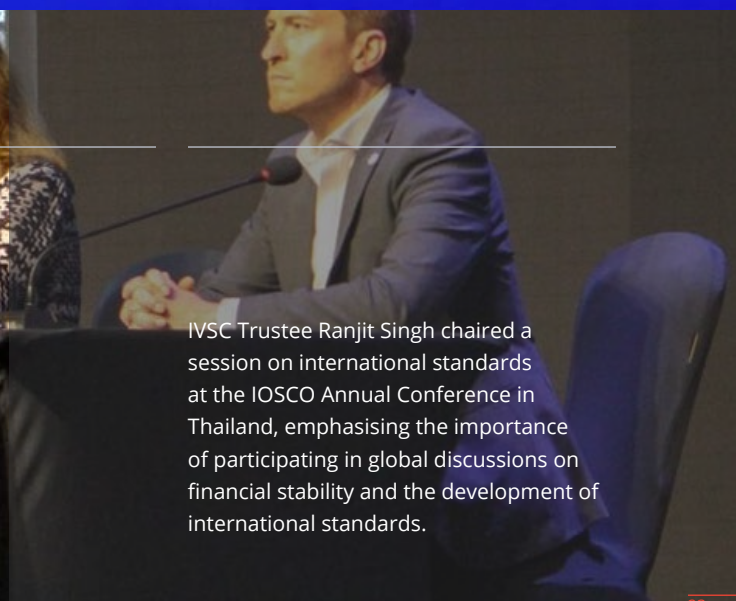 IVSC Trustee Ranjit Singh chaired a
session on international standards
at the IOSCO Annual Conference in
Thailand, emphasising the importance
of participating in global discussions on
financial stability and the development of
international standards.